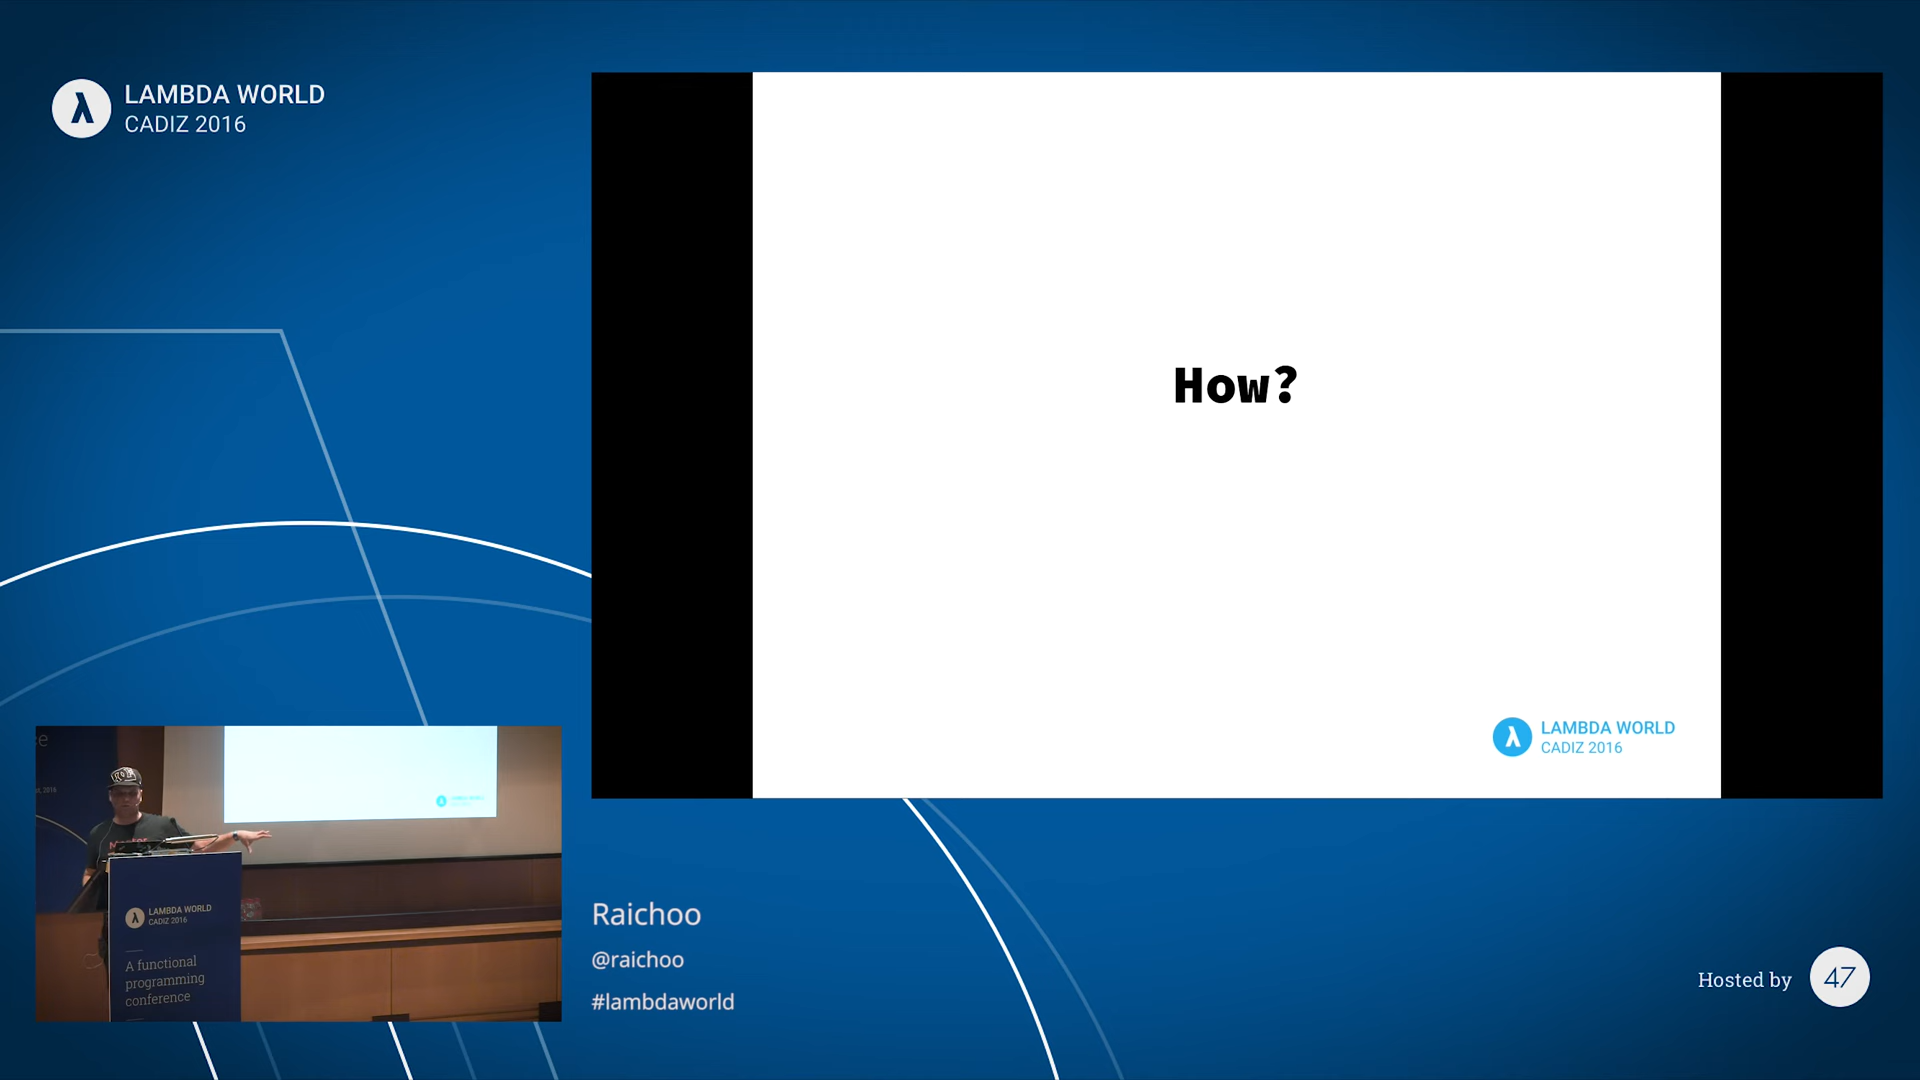 LAMBDA WORLD
CADIZ 2016
How?
LAMBDA WORLD
CADIZ 2016
LAMBDA WORLD
CADIZ 2016
A functional
programming
conference
Raichoo
@raichoo
#lambdaworld
Hosted by
47